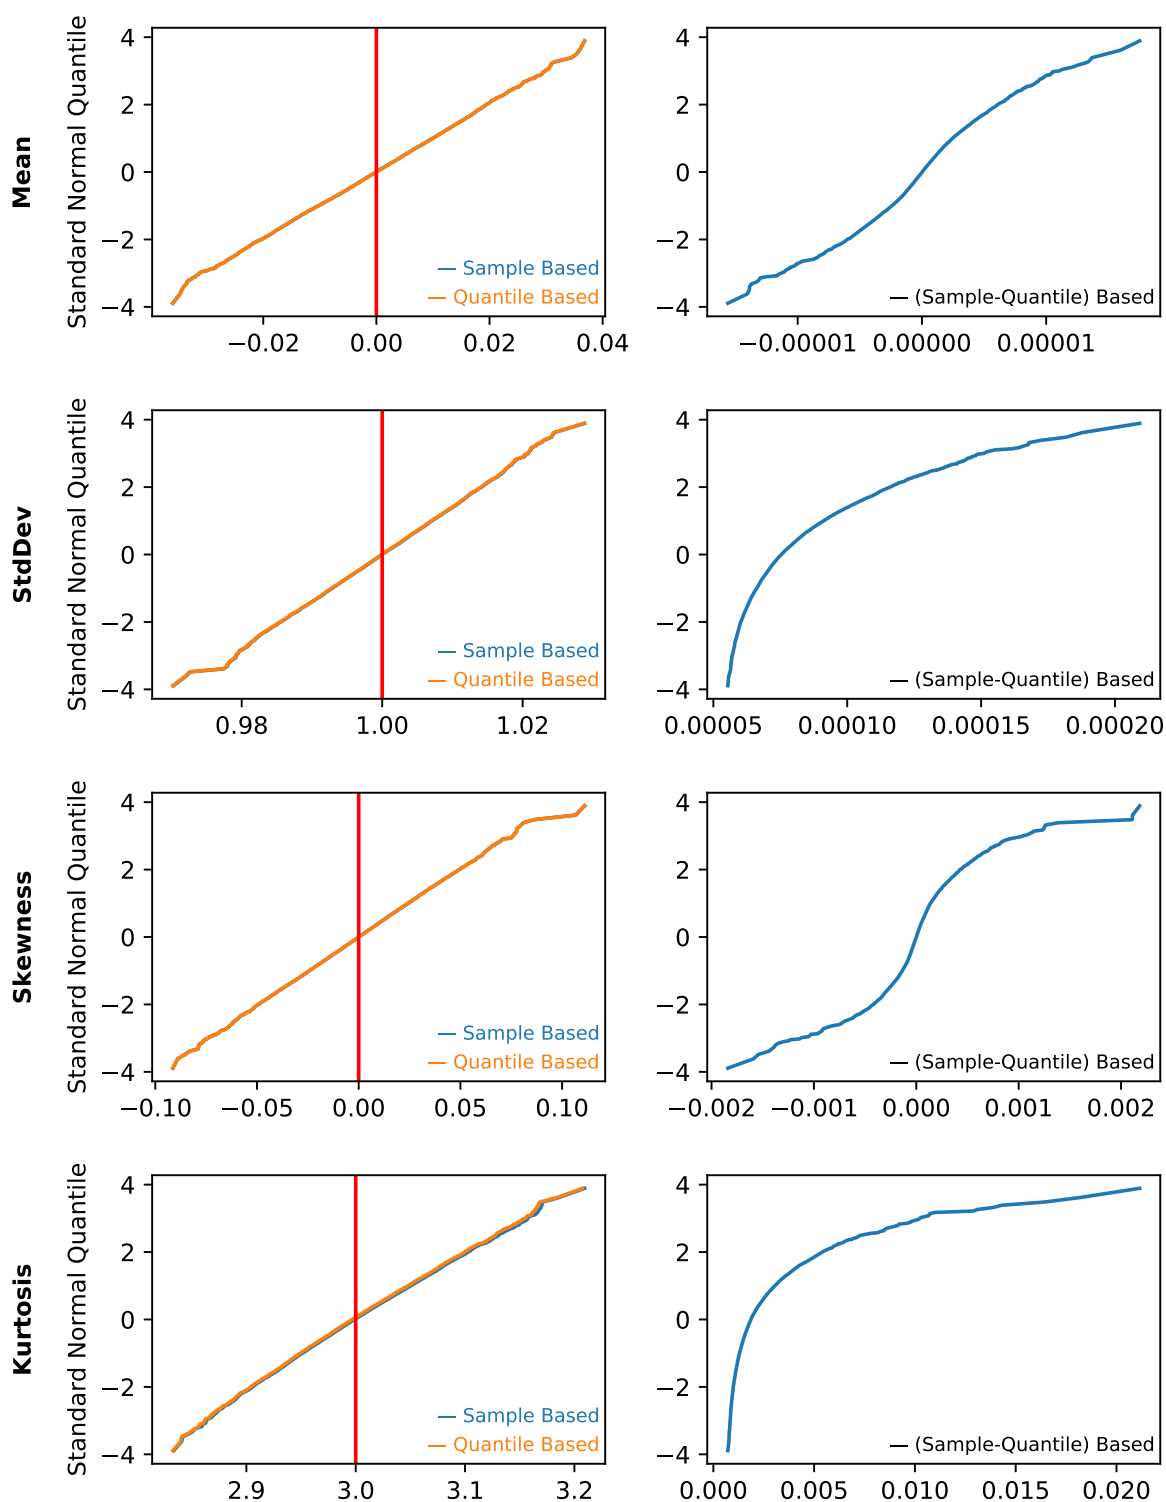 Mean
Standard Normal Quantile
4
2
0
−2
−4
Sample Based
Quantile Based
−0.02 0.00 0.02 0.04
4
2
0
−2
−4
(Sample-Quantile) Based
−0.00001 0.00000 0.00001
StdDev
Standard Normal Quantile
4
2
0
−2
−4
Sample Based
Quantile Based
0.98 1.00 1.02
4
2
0
−2
−4
(Sample-Quantile) Based
0.00005 0.00010 0.00015 0.00020
Skewness
Standard Normal Quantile
4
2
0
−2
−4
Sample Based
Quantile Based
−0.10 −0.05 0.00 0.05 0.10
4
2
0
−2
−4
(Sample-Quantile) Based
−0.002 −0.001 0.000 0.001 0.002
Kurtosis
Standard Normal Quantile
4
2
0
−2
−4
Sample Based
Quantile Based
2.9 3.0 3.1 3.2
4
2
0
−2
−4
(Sample-Quantile) Based
0.000 0.005 0.010 0.015 0.020